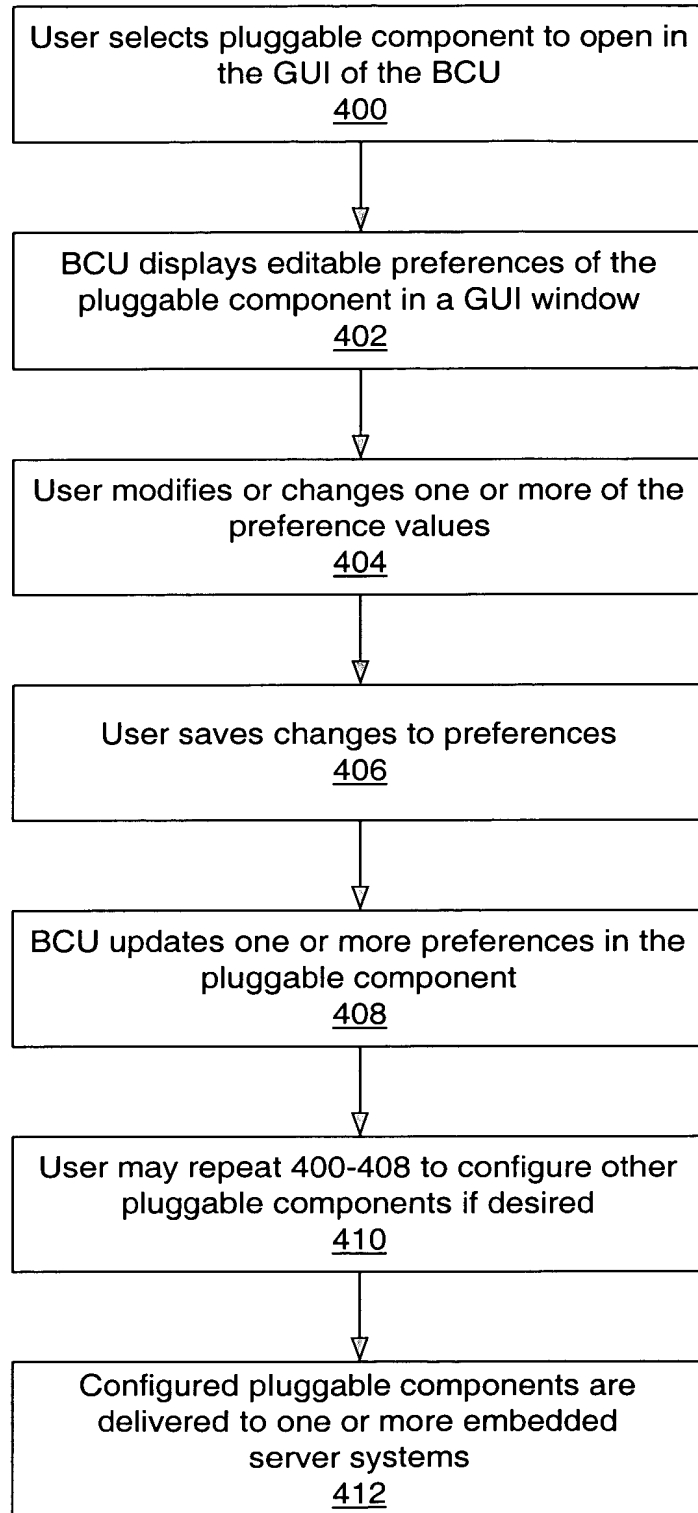 User selects pluggable component to open in
the GUI of the BCU
400
BCU displays editable preferences of the
pluggable component in a GUI window
402
User modifies or changes one or more of the
preference values
404
User saves changes to preferences
406
BCU updates one or more preferences in the
pluggable component
408
User may repeat 400-408 to configure other
pluggable components if desired
410
Configured pluggable components are
delivered to one or more embedded
server systems
412